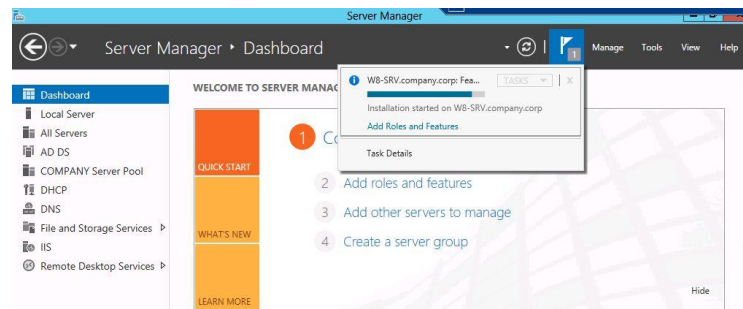 Server Manager
Server Manager • Dashboard
1
Manage
Tools
View
Help
Dashboard
Local Server
All Servers
AD DS
COMPANY Server Pool
DHCP
DNS
File and Storage Services
IIS
Remote Desktop Services
WELCOME TO SERVER MANAG
QUICK START
WHAT'S NEW
LEARN MORE
1 Co
2 Add roles and features
3 Add other servers to manage
4 Create a server group
Hide
W8-SRV.company.corp: Fea... TASKS X
Installation started on W8-SRV.company.corp
Add Roles and Features
Task Details